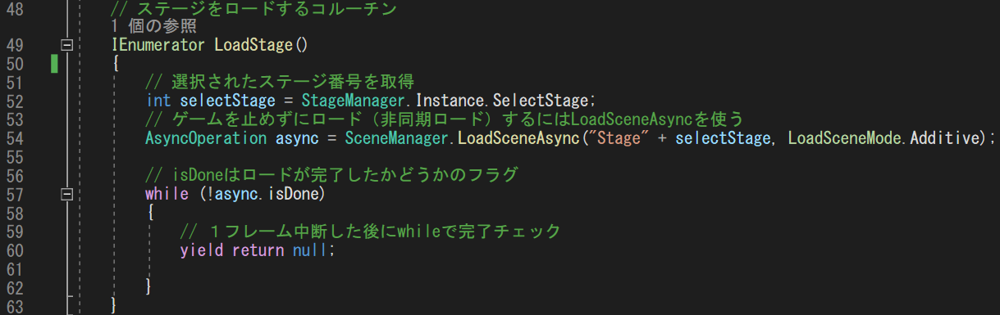 48 // ステージをロードするコルーチン
1 個の参照
49 IEnumerator LoadStage()
50 {
51 // 選択されたステージ番号を取得
52 int selectStage = StageManager.Instance.SelectStage;
53 // ゲームを止めずにロード（非同期ロード）するにはLoadSceneAsyncを使う
54 AsyncOperation async = SceneManager.LoadSceneAsync("Stage" + selectStage, LoadSceneMode.Additive);
55
56 // isDoneはロードが完了したかどうかのフラグ
57 while (!async.isDone)
58 {
59 // １フレーム中断した後にwhileで完了チェック
60 yield return null;
61
62 }
63 }